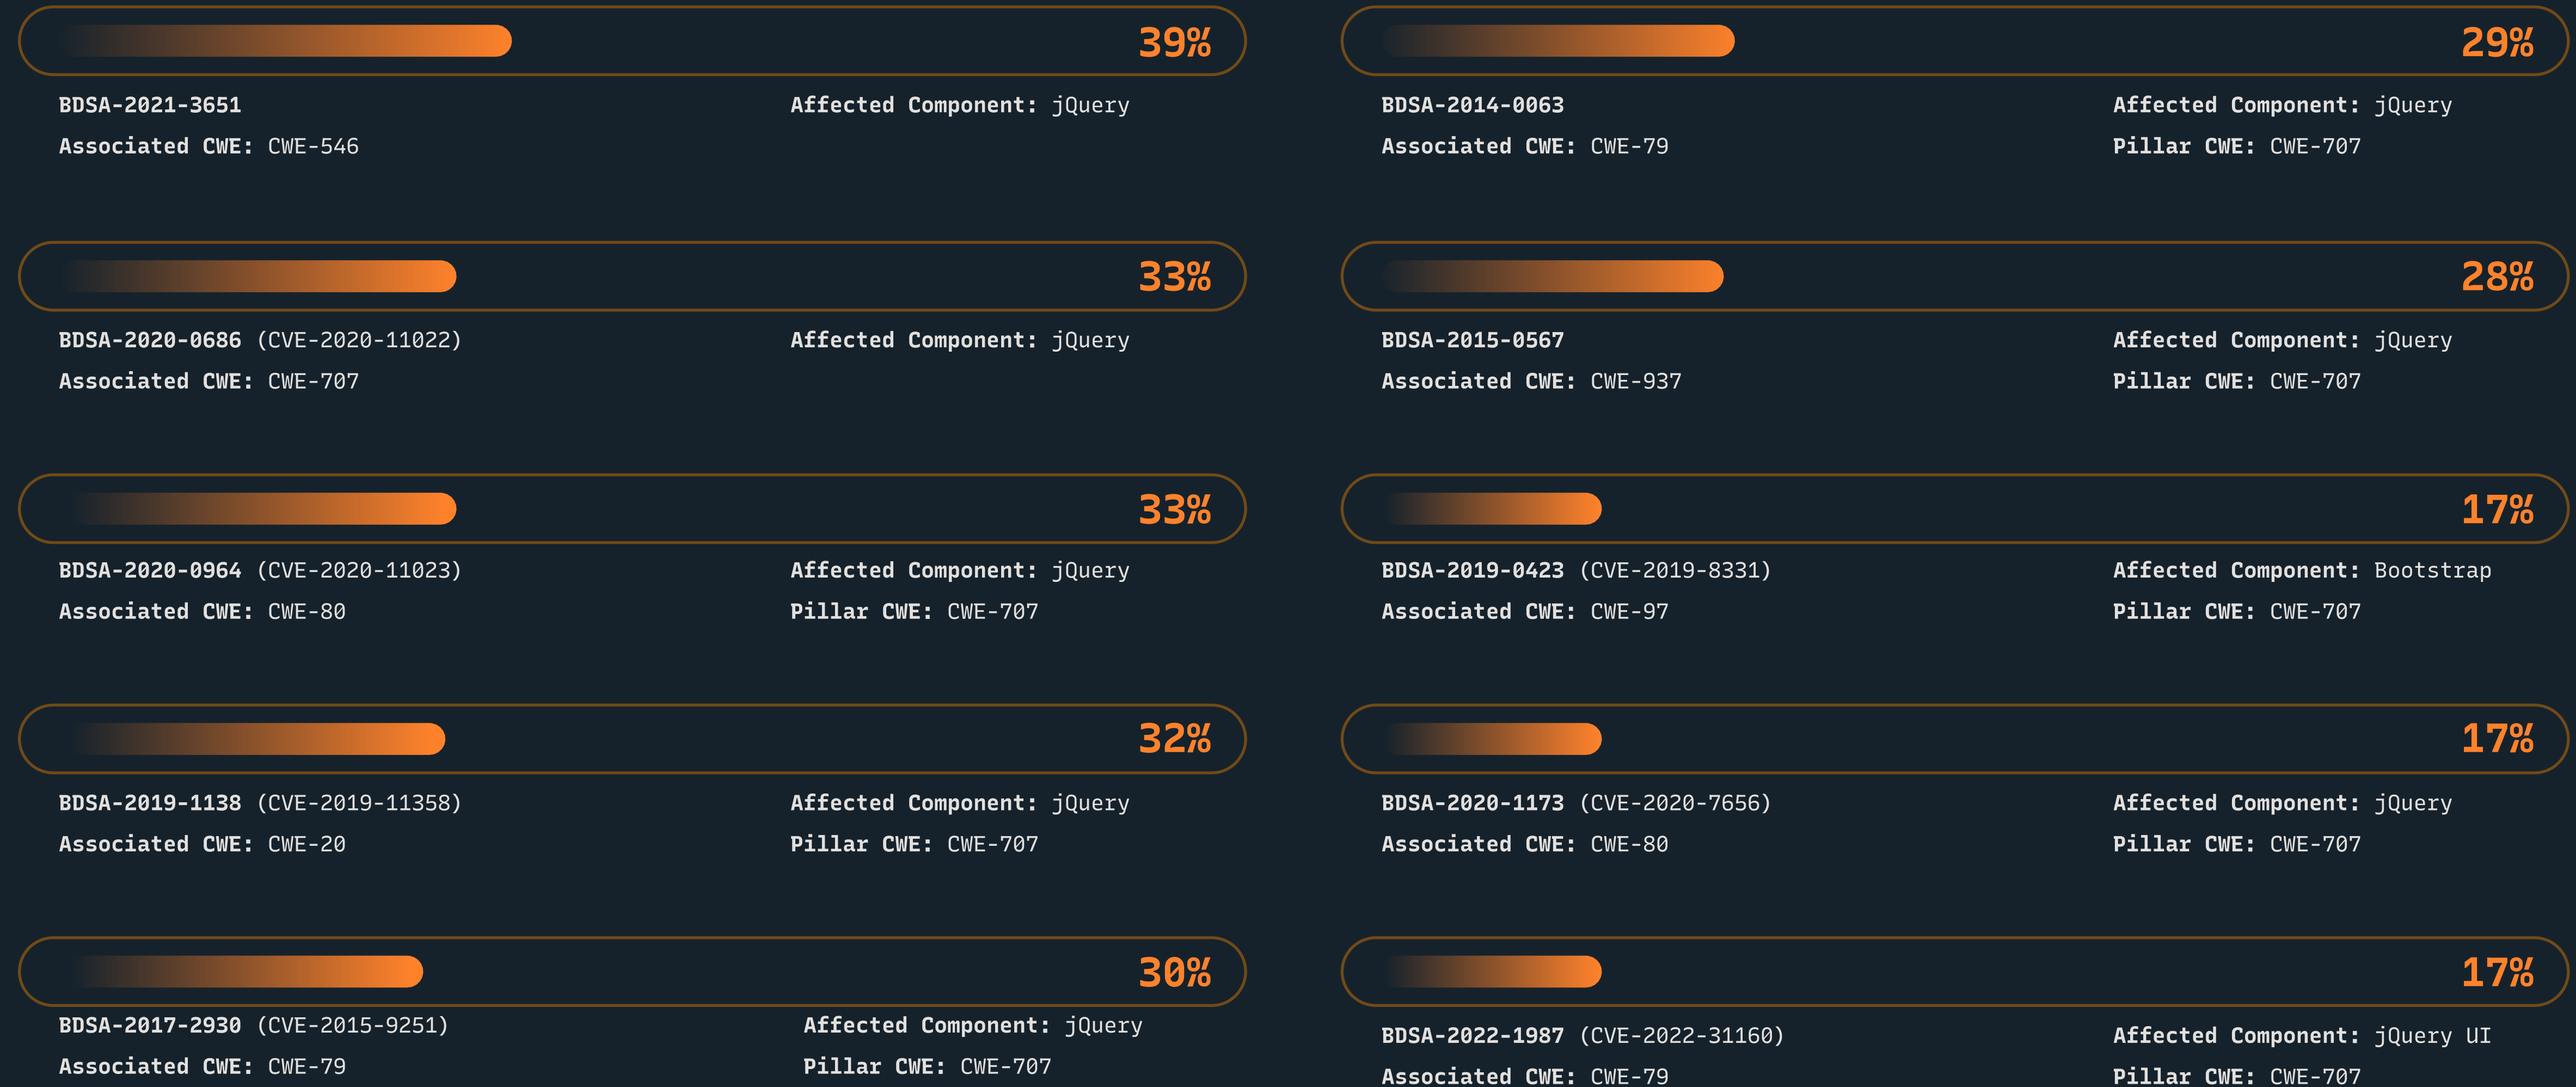 39%
BDSA-2021-3651
Affected Component: jQuery
Associated CWE: CWE-546
33%
BDSA-2020-0686 (CVE-2020-11022)
Affected Component: jQuery
Associated CWE: CWE-707
33%
BDSA-2020-0964 (CVE-2020-11023)
Affected Component: jQuery
Associated CWE: CWE-80
Pillar CWE: CWE-707
32%
BDSA-2019-1138 (CVE-2019-11358)
Affected Component: jQuery
Associated CWE: CWE-20
Pillar CWE: CWE-707
30%
BDSA-2017-2930 (CVE-2015-9251)
Affected Component: jQuery
Associated CWE: CWE-79
Pillar CWE: CWE-707
29%
BDSA-2014-0063
Affected Component: jQuery
Associated CWE: CWE-79
Pillar CWE: CWE-707
28%
BDSA-2015-0567
Affected Component: jQuery
Associated CWE: CWE-937
Pillar CWE: CWE-707
17%
BDSA-2019-0423 (CVE-2019-8331)
Affected Component: Bootstrap
Associated CWE: CWE-97
Pillar CWE: CWE-707
17%
BDSA-2020-1173 (CVE-2020-7656)
Affected Component: jQuery
Associated CWE: CWE-80
Pillar CWE: CWE-707
17%
BDSA-2022-1987 (CVE-2022-31160)
Affected Component: jQuery UI
Associated CWE: CWE-79
Pillar CWE: CWE-707